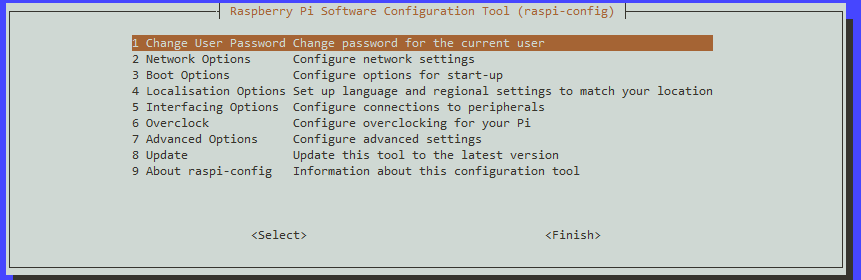 Raspberry Pi Software Configuration Tool (raspi-config)
1 Change User Password Change password for the current user
2 Network Options Configure network settings
3 Boot Options Configure options for start-up
4 Localisation Options Set up language and regional settings to match your location
5 Interfacing Options Configure connections to peripherals
6 Overclock Configure overclocking for your Pi
7 Advanced Options Configure advanced settings
8 Update Update this tool to the latest version
9 About raspi-config Information about this configuration tool
<Select> <Finish>